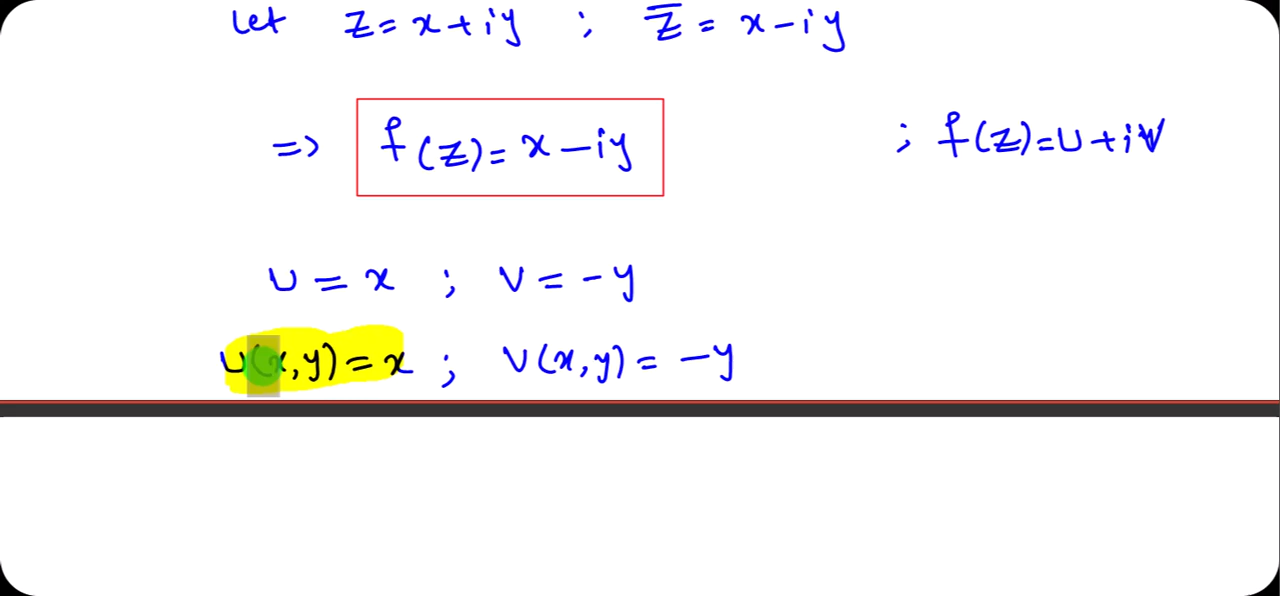 let z = x + iy ; z̅ = x - iy
=> f(z) = x - iy ; f(z) = u + iv
u = x ; v = -y
u(x,y) = x ; v(x,y) = -y